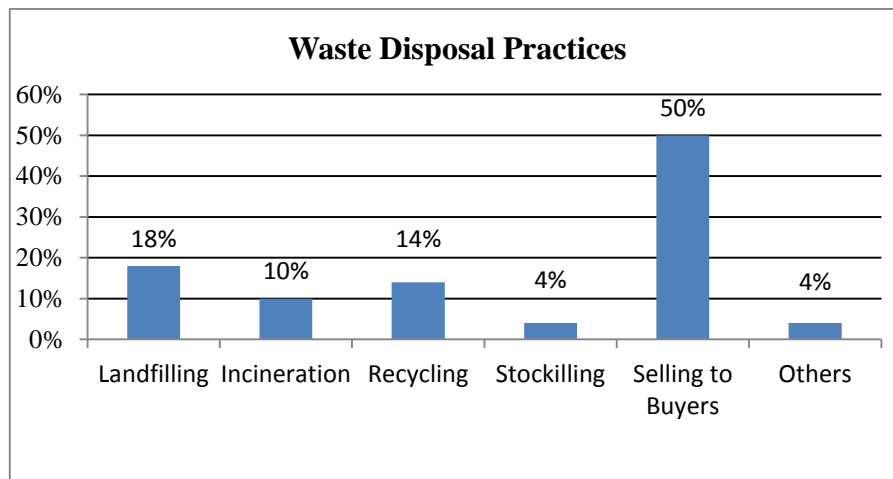 Waste Disposal Practices
60%
50%
40%
30%
20%
10%
0%
18%
10%
14%
4%
50%
4%
Landfilling
Incineration
Recycling
Stockilling
Selling to
Buyers
Others